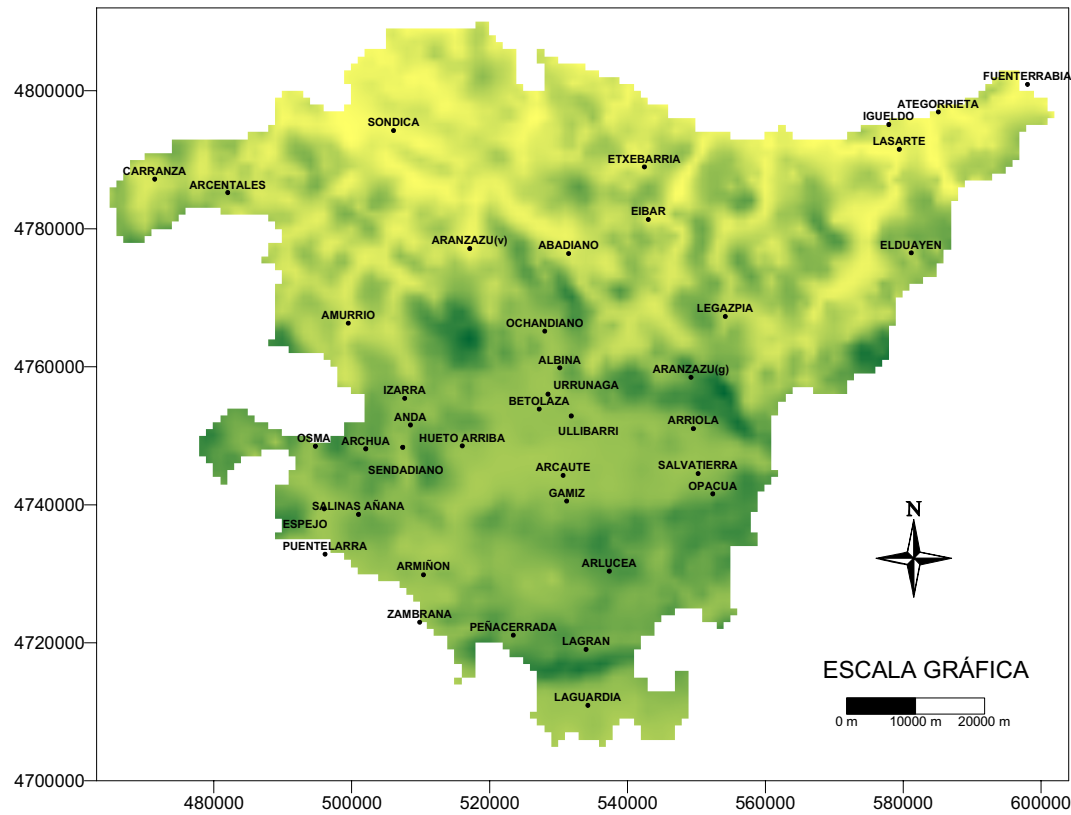 4800000
FUENTERRABIA
ATEGORRIETA
IGUELDO
SONDICA
LASARTE
ETXEBARRIA
CARRANZA
ARCENTALES
EIBAR
4780000
ARANZAZU(v)
ABADIANO
ELDUAYEN
LEGAZPIA
AMURRIO
OCHANDIANO
4760000
ALBINA
ARANZAZU(g)
IZARRA
URRUNAGA
BETOLAZA
ANDA
ARRIOLA
ULLIBARRI
OSMA
ARCHUA
HUETO ARRIBA
SENDADIANO
ARCAUTE
SALVATIERRA
OPACUA
4740000
GAMIZ
SALINAS AÑANA
N
ESPEJO
PUENTELARRA
ARMIÑON
ARLUCEA
ZAMBRANA
PEÑACERRADA
4720000
LAGRAN
ESCALA GRÁFICA
LAGUARDIA
0 m 10000 m 20000 m
4700000
480000 500000 520000 540000 560000 580000 600000